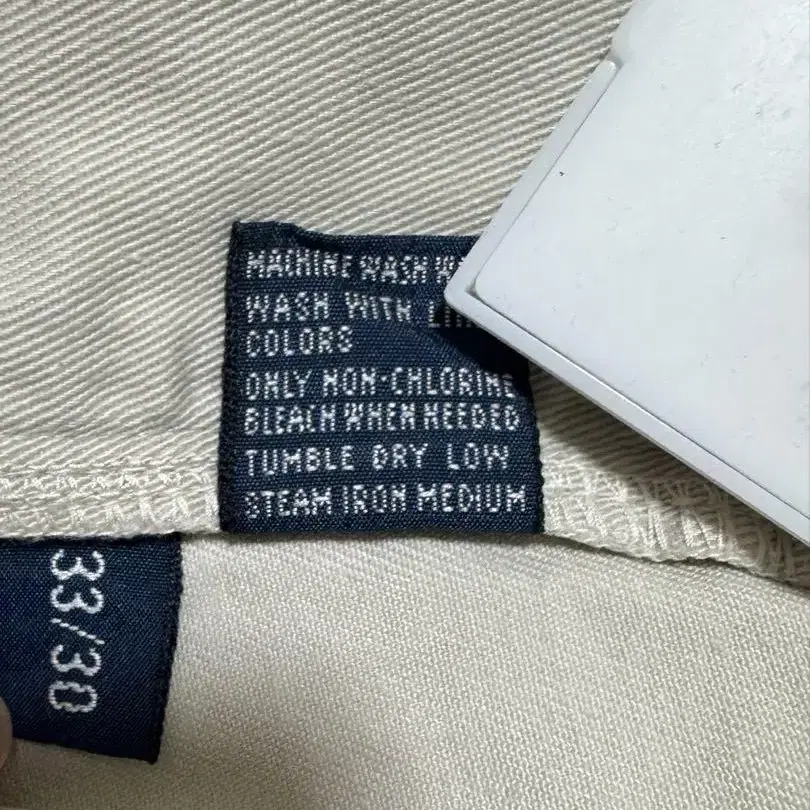 MACHINE WASH
WASH WITH
COLORS
ONLY NON-CHLORINE
BLEACH WHEN NEEDED
TUMBLE DRY LOW
STEAM IRON MEDIUM
33/30